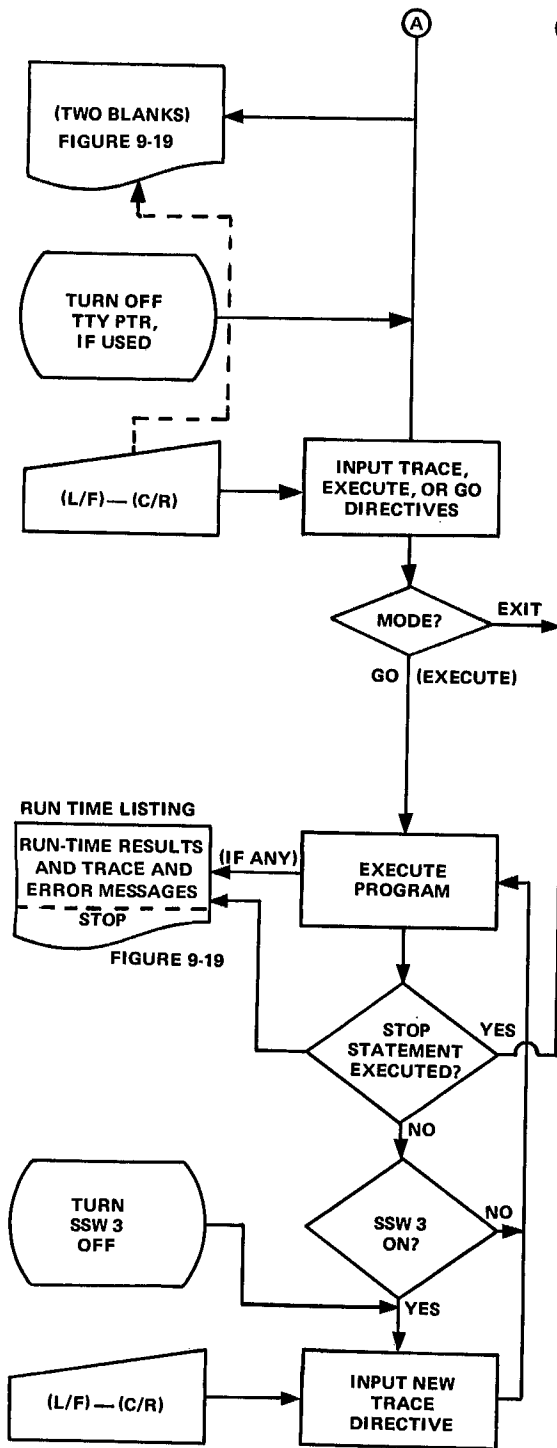 A
(TWO BLANKS)
FIGURE 9-19
TURN OFF
TTY PTR,
IF USED
(L/F) — (C/R)
INPUT TRACE,
EXECUTE, OR GO
DIRECTIVES
MODE?
EXIT
GO (EXECUTE)
RUN TIME LISTING
RUN-TIME RESULTS
AND TRACE AND
ERROR MESSAGES
STOP
(IF ANY)
FIGURE 9-19
EXECUTE
PROGRAM
STOP
STATEMENT
EXECUTED?
YES
NO
TURN
SSW 3
OFF
SSW 3
ON?
NO
YES
(L/F) — (C/R)
INPUT NEW
TRACE
DIRECTIVE